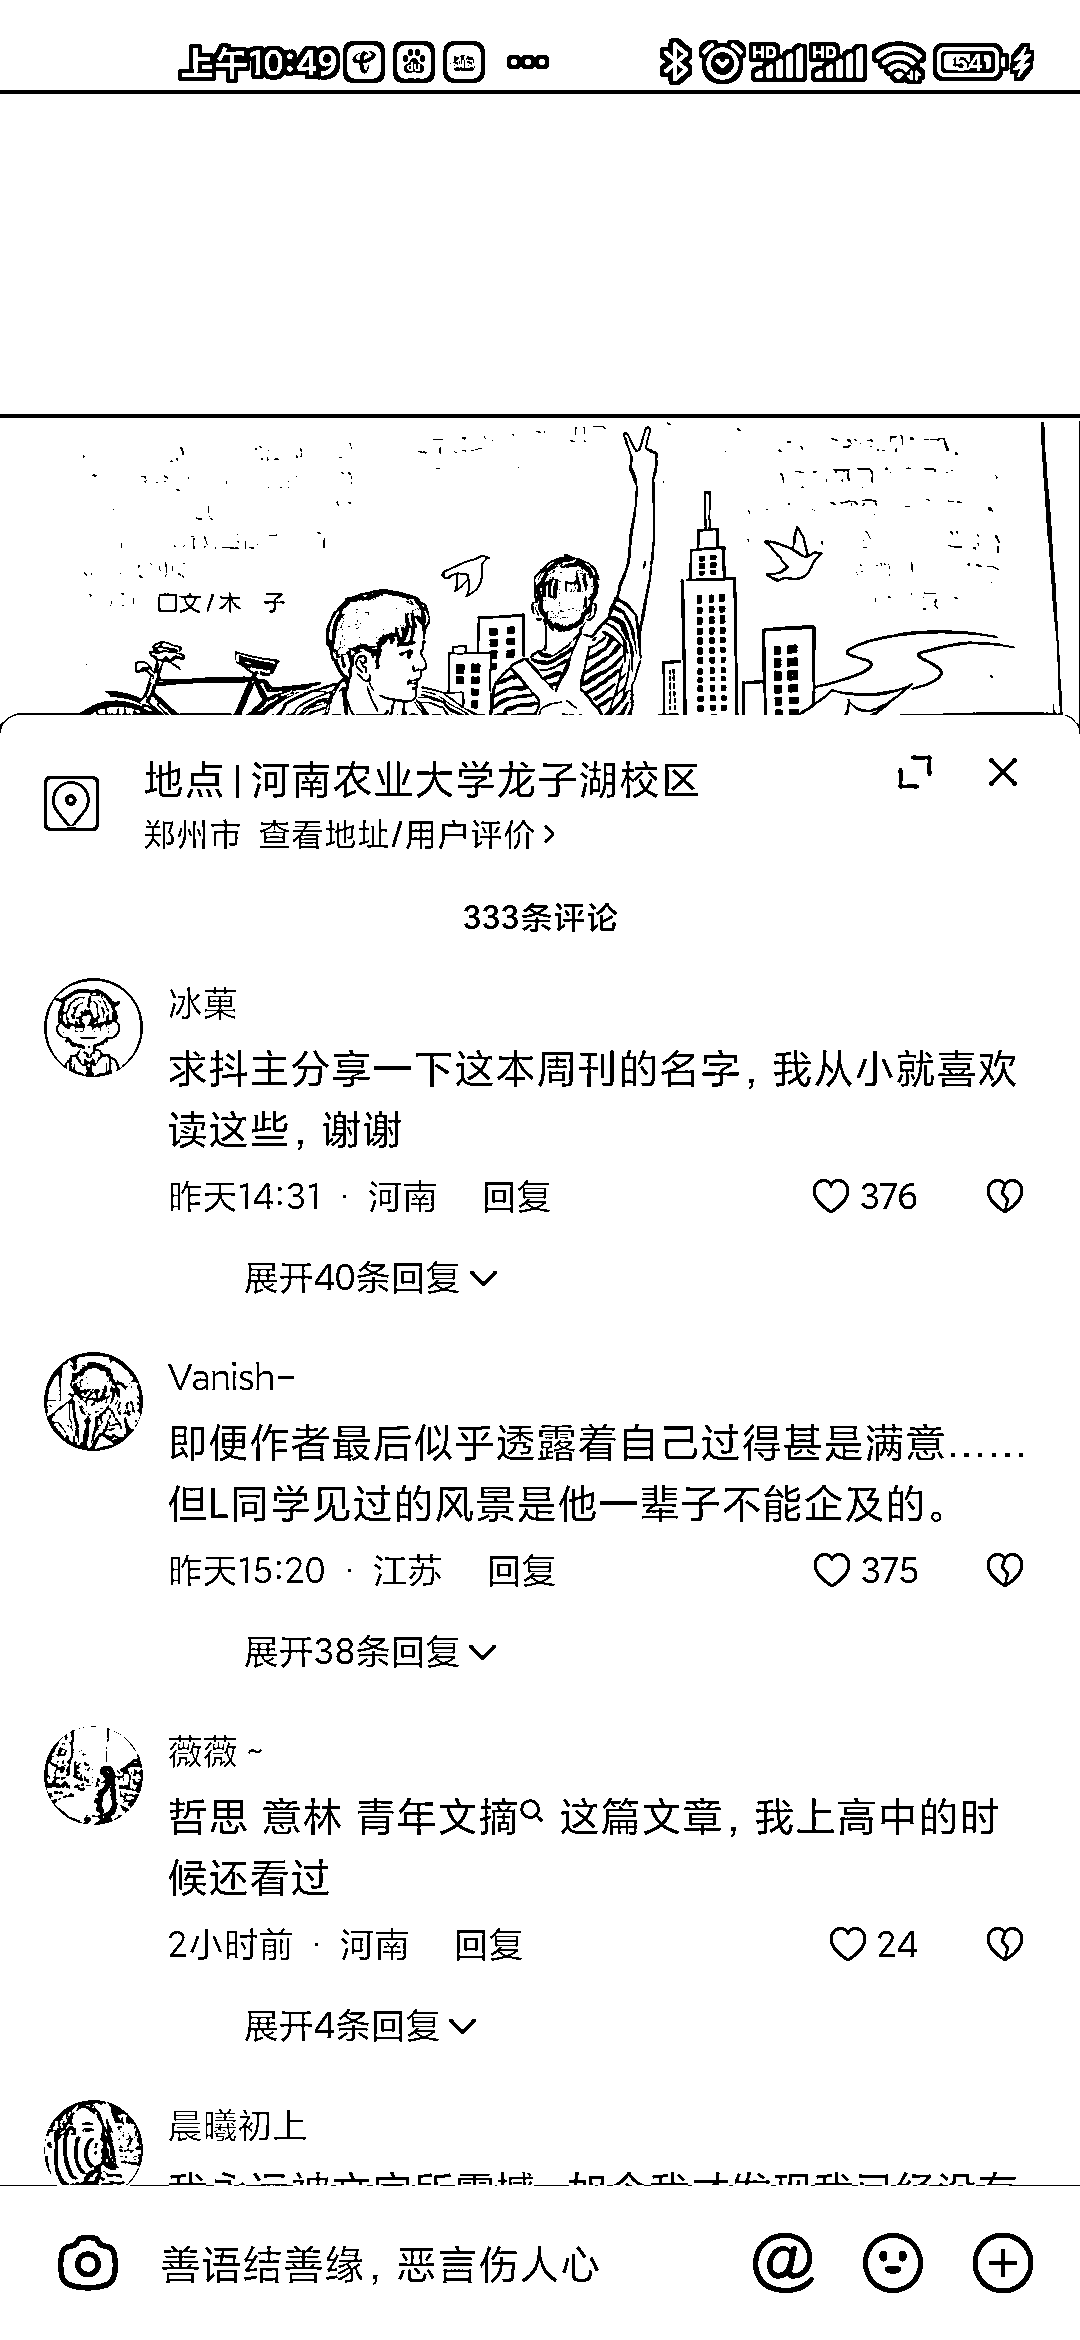 上午10:49
HD HD 54
口文/木 子
地点|河南农业大学龙子湖校区
郑州市 查看地址/用户评价>
333条评论
冰菓
求抖主分享一下这本周刊的名字，我从小就喜欢
读这些，谢谢
昨天14:31 · 河南 回复 376
展开40条回复
Vanish-
即便作者最后似乎透露着自己过得甚是满意……
但L同学见过的风景是他一辈子不能企及的。
昨天15:20 · 江苏 回复 375
展开38条回复
薇薇 ~
哲思 意林 青年文摘 这篇文章，我上高中的时
候还看过
2小时前 · 河南 回复 24
展开4条回复
晨曦初上
善语结善缘，恶言伤人心